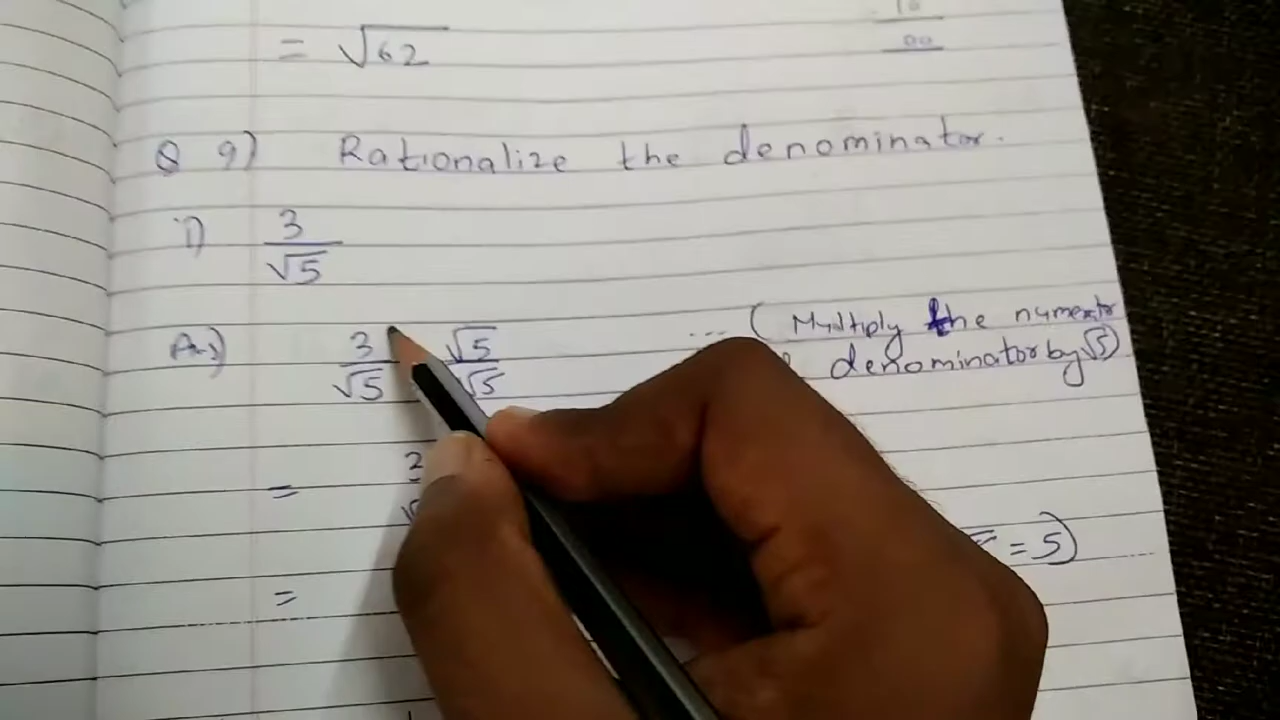 = √62
Q 9) Rationalize the denominator.
i) 3
√5
Ans) 3 √5 ... (Multiply the numerator
√5 √5 denominator by √5)
=
= 5)
=